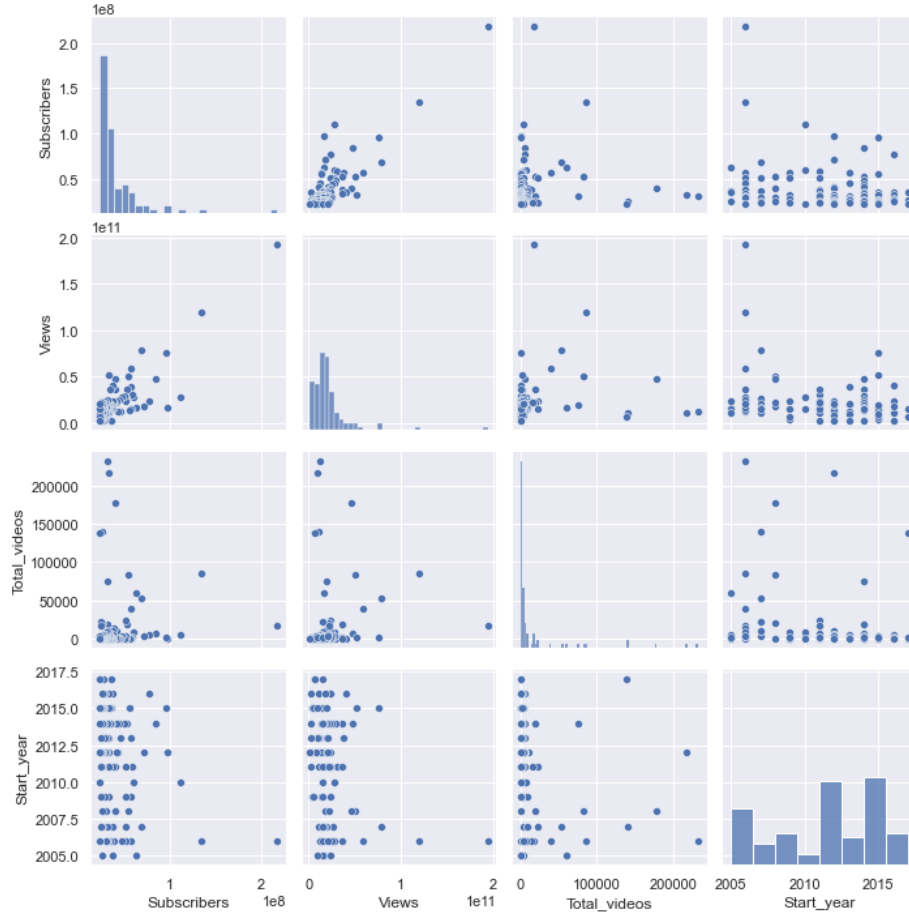 1e8
2.0
1.5
1.0
0.5
Subscribers
1e11
2.0
1.5
1.0
0.5
0.0
Views
200000
150000
100000
50000
0
Total_videos
2017.5
2015.0
2012.5
2010.0
2007.5
2005.0
Start_year
1 2
1e8
Subscribers
0 1 2
1e11
Views
0 100000 200000
Total_videos
2005 2010 2015
Start_year